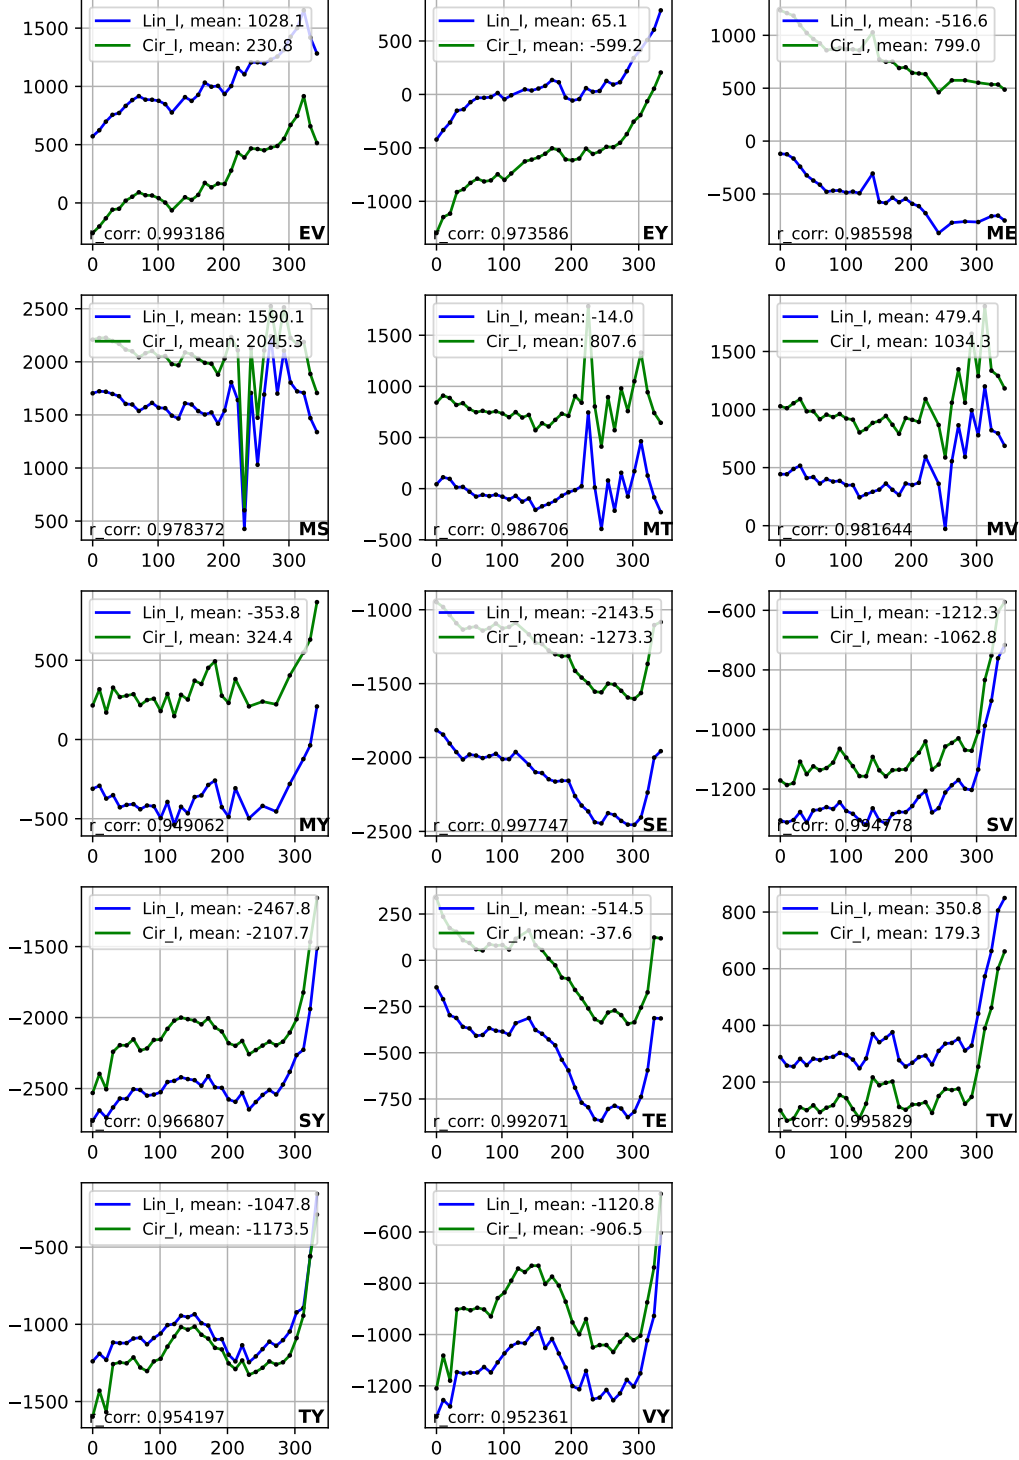 Lin_I, mean: 1028.1
Cir_I, mean: 230.8
1500
1000
500
0
r_corr: 0.993186
EV
0 100 200 300
Lin_I, mean: 65.1
Cir_I, mean: -599.2
500
0
−500
−1000
r_corr: 0.973586
EY
0 100 200 300
Lin_I, mean: -516.6
Cir_I, mean: 799.0
1000
500
0
−500
r_corr: 0.985598
ME
0 100 200 300
Lin_I, mean: 1590.1
Cir_I, mean: 2045.3
2500
2000
1500
1000
500
r_corr: 0.978372
MS
0 100 200 300
Lin_I, mean: -14.0
Cir_I, mean: 807.6
1500
1000
500
0
−500
r_corr: 0.986706
MT
0 100 200 300
Lin_I, mean: 479.4
Cir_I, mean: 1034.3
1500
1000
500
0
r_corr: 0.981644
MV
0 100 200 300
Lin_I, mean: -353.8
Cir_I, mean: 324.4
500
0
−500
r_corr: 0.949062
MY
0 100 200 300
Lin_I, mean: -2143.5
Cir_I, mean: -1273.3
−1000
−1500
−2000
−2500
r_corr: 0.997747
SE
0 100 200 300
Lin_I, mean: -1212.3
Cir_I, mean: -1062.8
−600
−800
−1000
−1200
r_corr: 0.994778
SV
0 100 200 300
Lin_I, mean: -2467.8
Cir_I, mean: -2107.7
−1500
−2000
−2500
r_corr: 0.966807
SY
0 100 200 300
Lin_I, mean: -514.5
Cir_I, mean: -37.6
250
0
−250
−500
−750
r_corr: 0.992071
TE
0 100 200 300
Lin_I, mean: 350.8
Cir_I, mean: 179.3
800
600
400
200
r_corr: 0.995829
TV
0 100 200 300
Lin_I, mean: -1047.8
Cir_I, mean: -1173.5
−500
−1000
−1500
r_corr: 0.954197
TY
0 100 200 300
Lin_I, mean: -1120.8
Cir_I, mean: -906.5
−600
−800
−1000
−1200
r_corr: 0.952361
VY
0 100 200 300